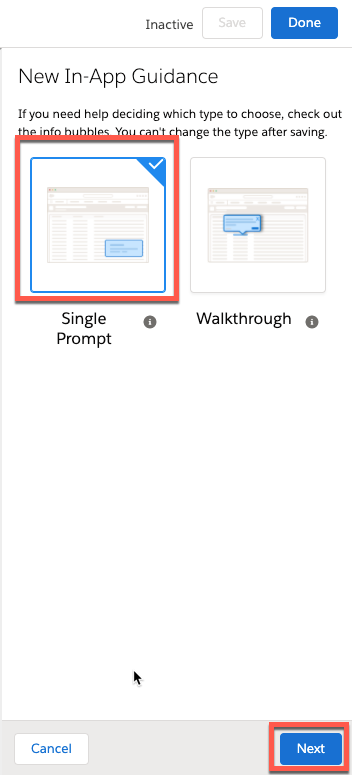 Inactive Save Done
New In-App Guidance
If you need help deciding which type to choose, check out
the info bubbles. You can't change the type after saving.
Single
Prompt
Walkthrough
Cancel Next